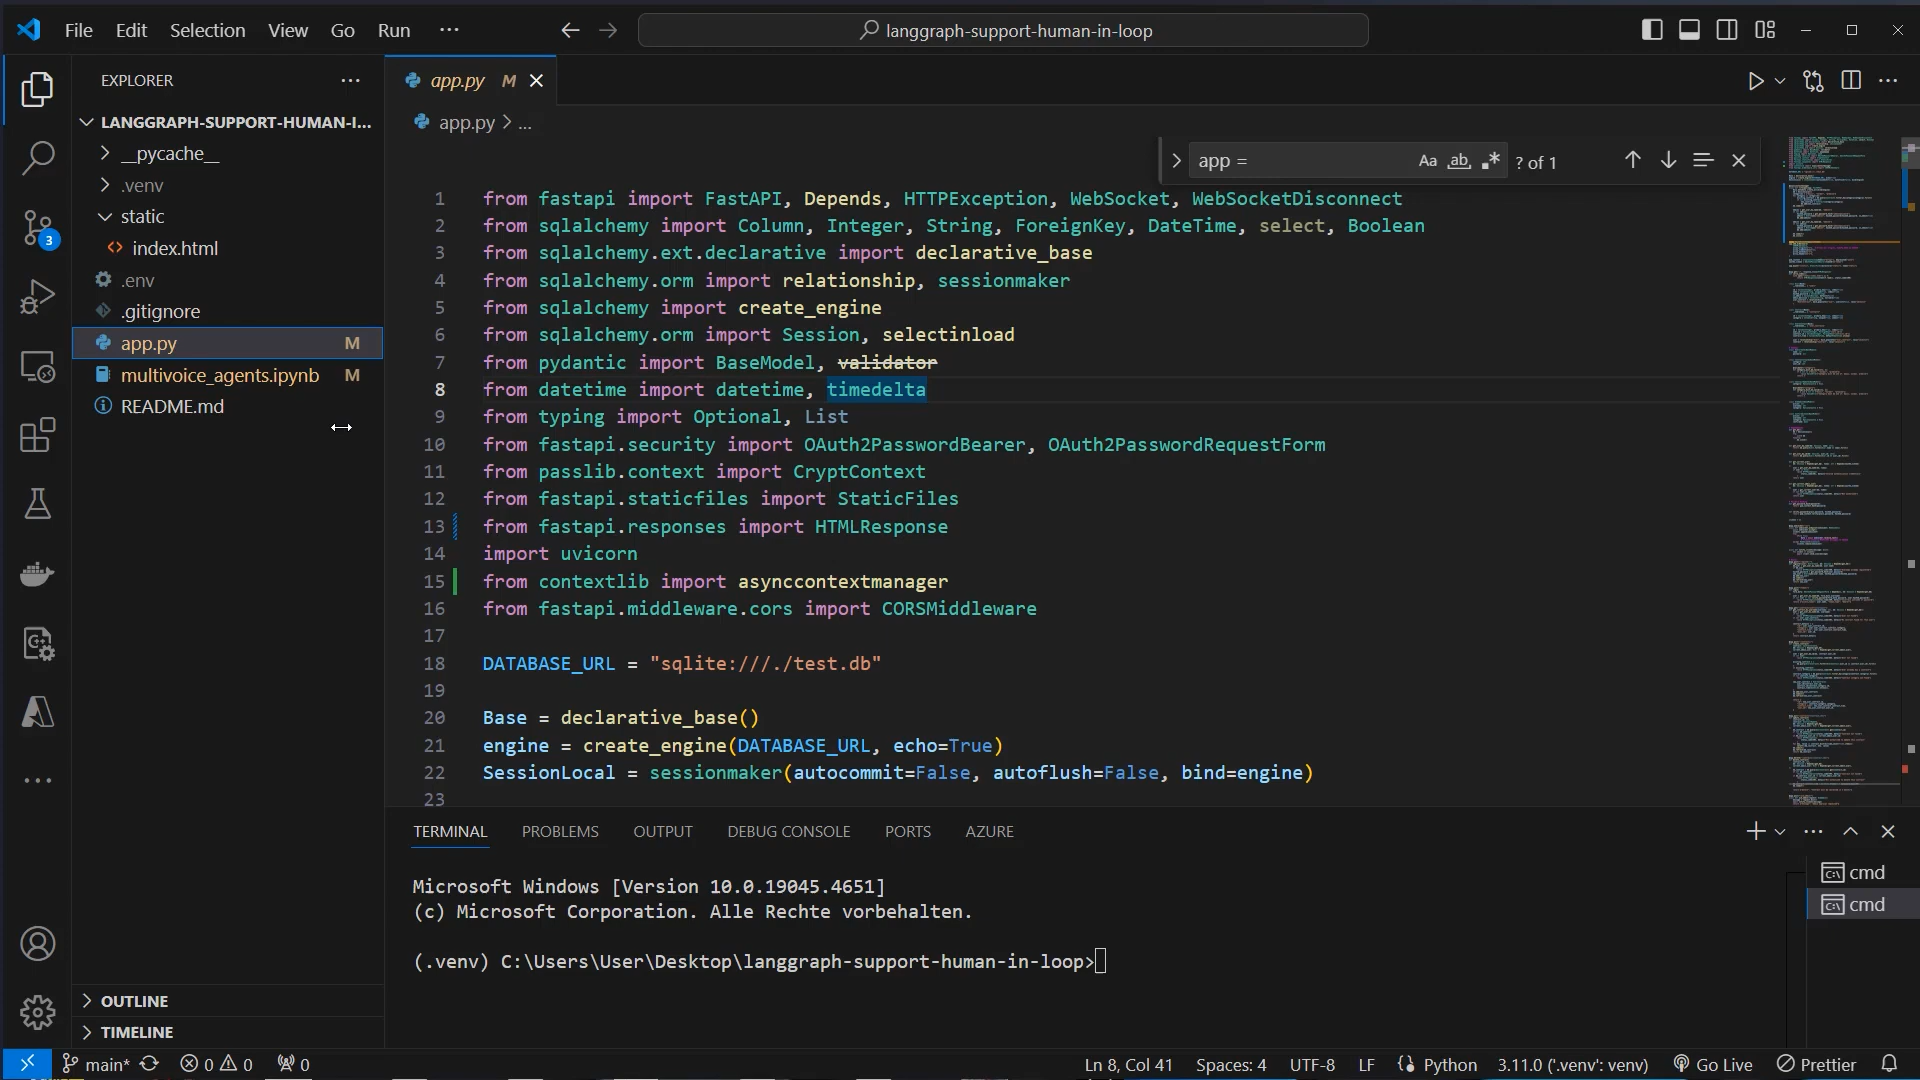 File Edit Selection View Go Run ···
langgraph-support-human-in-loop
EXPLORER
LANGGRAPH-SUPPORT-HUMAN-I...
__pycache__
.venv
static
index.html
.env
.gitignore
app.py M
multivoice_agents.ipynb M
README.md
OUTLINE
TIMELINE
3
app.py M
app.py > ...
app = Aa ab .* ? of 1
1 from fastapi import FastAPI, Depends, HTTPException, WebSocket, WebSocketDisconnect
2 from sqlalchemy import Column, Integer, String, ForeignKey, DateTime, select, Boolean
3 from sqlalchemy.ext.declarative import declarative_base
4 from sqlalchemy.orm import relationship, sessionmaker
5 from sqlalchemy import create_engine
6 from sqlalchemy.orm import Session, selectinload
7 from pydantic import BaseModel, validator
8 from datetime import datetime, timedelta
9 from typing import Optional, List
10 from fastapi.security import OAuth2PasswordBearer, OAuth2PasswordRequestForm
11 from passlib.context import CryptContext
12 from fastapi.staticfiles import StaticFiles
13 from fastapi.responses import HTMLResponse
14 import uvicorn
15 from contextlib import asynccontextmanager
16 from fastapi.middleware.cors import CORSMiddleware
17
18 DATABASE_URL = "sqlite:///./test.db"
19
20 Base = declarative_base()
21 engine = create_engine(DATABASE_URL, echo=True)
22 SessionLocal = sessionmaker(autocommit=False, autoflush=False, bind=engine)
23
TERMINAL PROBLEMS OUTPUT DEBUG CONSOLE PORTS AZURE
Microsoft Windows [Version 10.0.19045.4651]
(c) Microsoft Corporation. Alle Rechte vorbehalten.
(.venv) C:\Users\User\Desktop\langgraph-support-human-in-loop>
cmd
cmd
main* 0 0 0 Ln 8, Col 41 Spaces: 4 UTF-8 LF Python 3.11.0 ('.venv': venv) Go Live Prettier